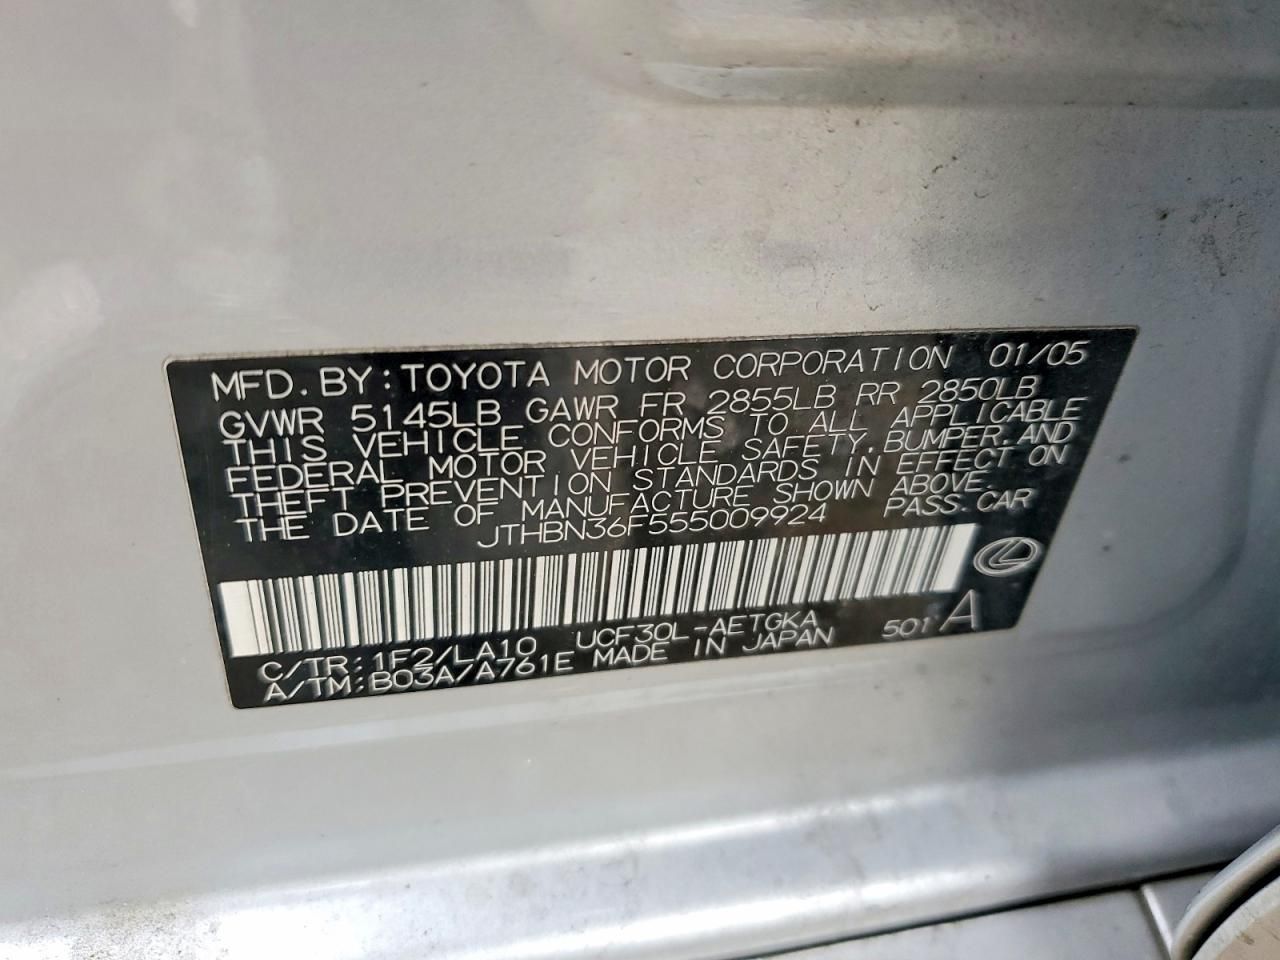 MFD. BY: TOYOTA MOTOR CORPORATION 01/05
GVWR 5145LB GAWR FR 2855LB RR 2850LB
THIS VEHICLE CONFORMS TO ALL APPLICABLE
FEDERAL MOTOR VEHICLE SAFETY, BUMPER, AND
THEFT PREVENTION STANDARDS IN EFFECT ON
THE DATE OF MANUFACTURE SHOWN ABOVE.
JTHBN36F555009924 PASS. CAR
C/TR: 1F2/LA10 UCF30L-AETGKA 501 A
A/TM: B03A/A761E MADE IN JAPAN